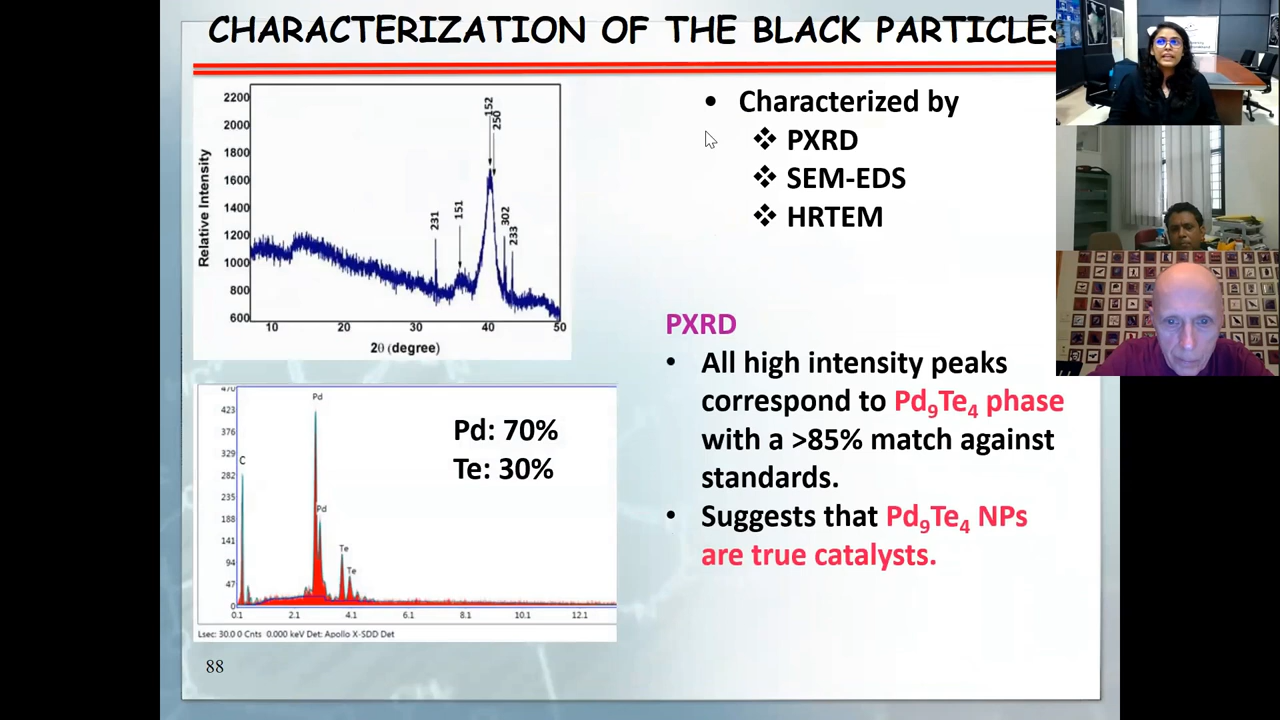 CHARACTERIZATION OF THE BLACK PARTICLES
2200
2000
1800
1600
1400
1200
1000
800
600
Relative Intensity
231
151
152
250
302
233
10
20
30
40
50
2θ (degree)
• Characterized by
❖ PXRD
❖ SEM-EDS
❖ HRTEM
PXRD
• All high intensity peaks
correspond to Pd₉Te₄ phase
with a >85% match against
standards.
• Suggests that Pd₉Te₄ NPs
are true catalysts.
470
423
376
329
282
235
188
141
94
47
0
C
Pd
Pd
Te
Te
Pd: 70%
Te: 30%
0.1
2.1
4.1
6.1
8.1
10.1
12.1
Lsec: 30.0 0 Cnts 0.000 keV Det: Apollo X-SDD Det
88